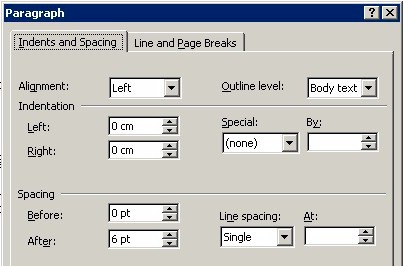 Paragraph
Indents and Spacing Line and Page Breaks
Alignment: Left Outline level: Body text
Indentation
Left: 0 cm Special: By:
Right: 0 cm (none)
Spacing
Before: 0 pt Line spacing: At:
After: 6 pt Single